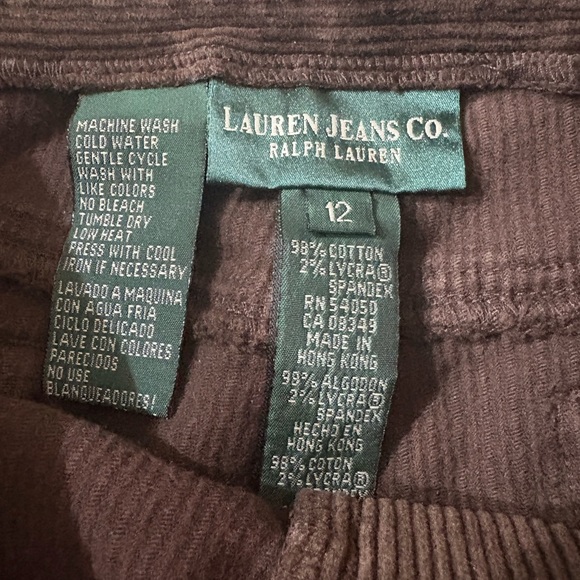 MACHINE WASH
COLD WATER
GENTLE CYCLE
WASH WITH
LIKE COLORS
NO BLEACH
TUMBLE DRY
LOW HEAT
PRESS WITH COOL
IRON IF NECESSARY
LAVADO A MAQUINA
CON AGUA FRIA
CICLO DELICADO
LAVE CON COLORES
PARECIDOS
NO USE
BLANQUEADORES!
LAUREN JEANS CO.
RALPH LAUREN
12
98% COTTON
2% LYCRA®
SPANDEX
RN 54050
CA 08349
MADE IN
HONG KONG
98% ALGODON
2% LYCRA®
SPANDEX
HECHO EN
HONG KONG
98% COTON
2% LYCRA®
SPANDEX